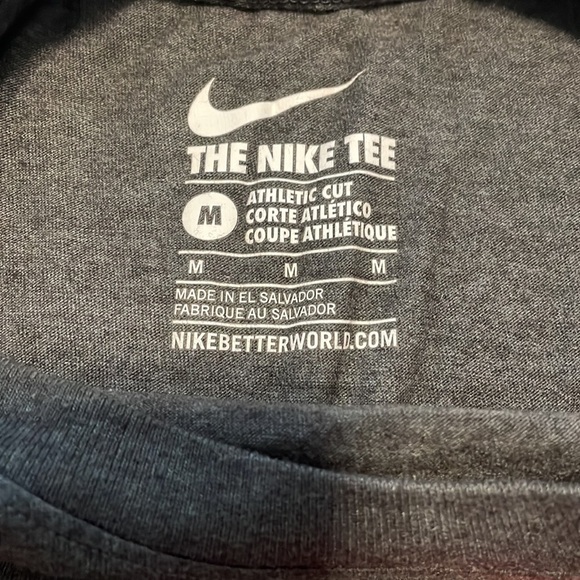 THE NIKE TEE
M
ATHLETIC CUT
CORTE ATLÉTICO
COUPE ATHLÉTIQUE
M M M
MADE IN EL SALVADOR
FABRIQUE AU SALVADOR
NIKEBETTERWORLD.COM